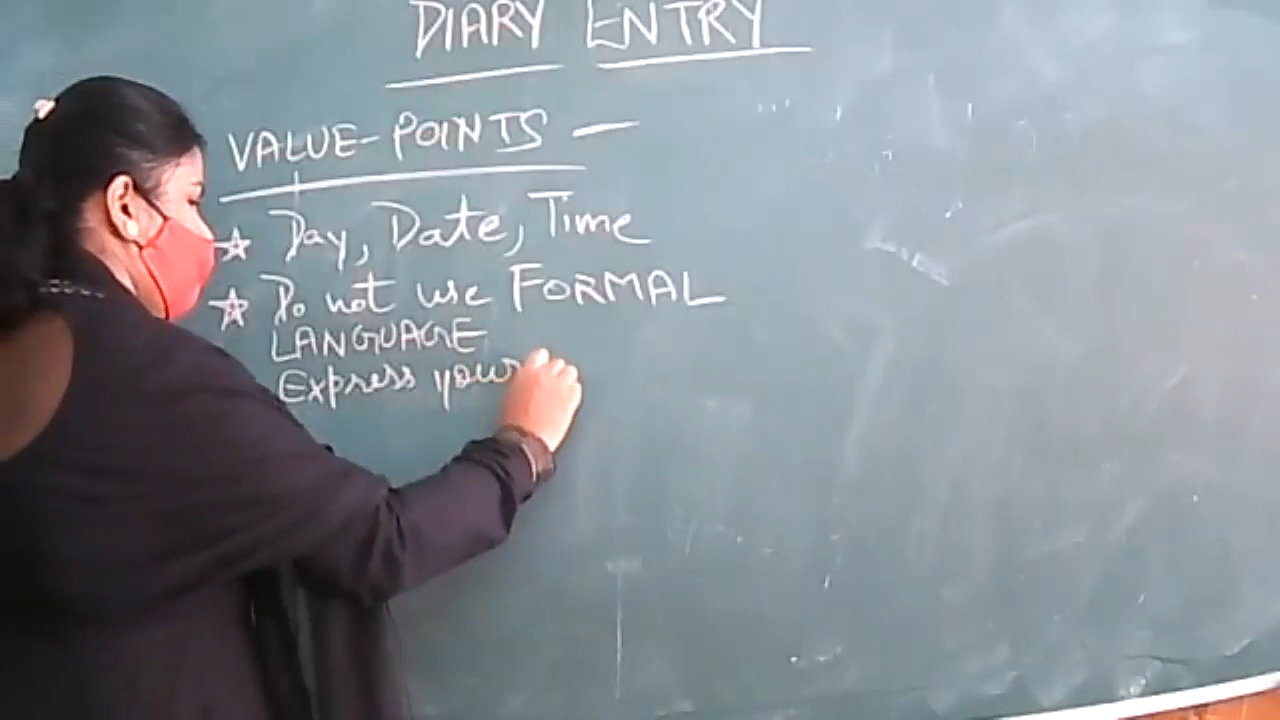 DIARY ENTRY
VALUE-POINTS -
☆ Day, Date, Time
☆ Do not use FORMAL
LANGUAGE
Express your